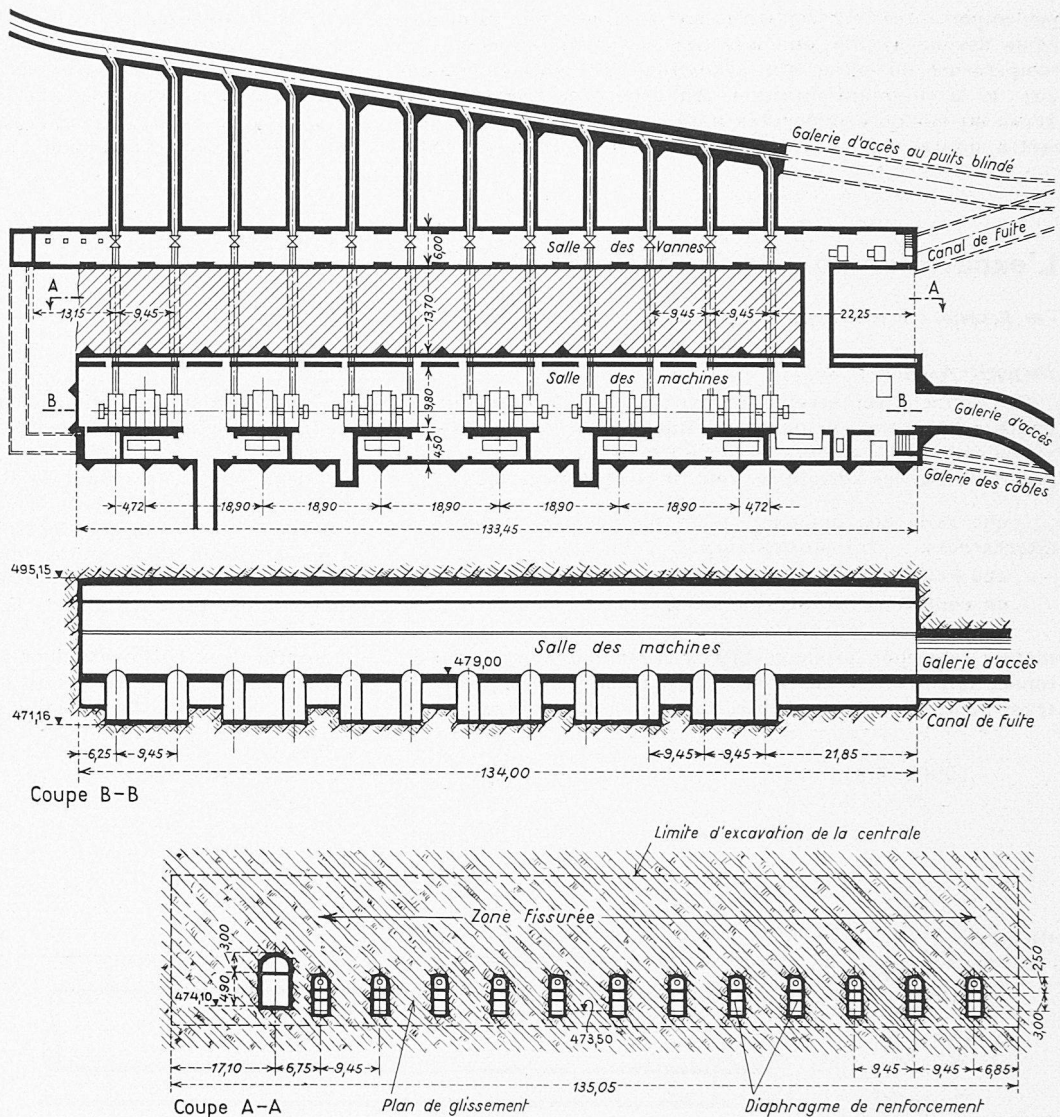 Galerie d'accès au puits blindé
6,00
Salle des Vannes
Canal de fuite
A
A
13,15
9,45
13,70
9,45
9,45
22,25
Salle des machines
B
9,80
B
Galerie d'accès
4,50
Galerie des câbles
4,72
18,90
18,90
18,90
18,90
18,90
4,72
133,45
495,15
Salle des machines
479,00
Galerie d'accès
471,16
Canal de fuite
6,25
9,45
9,45
9,45
21,85
134,00
Coupe B-B
Limite d'excavation de la centrale
Zone fissurée
3,00
4,90
2,50
474,10
473,50
3,00
17,10
6,75
9,45
9,45
9,45
6,85
135,05
Coupe A-A
Plan de glissement
Diaphragme de renforcement